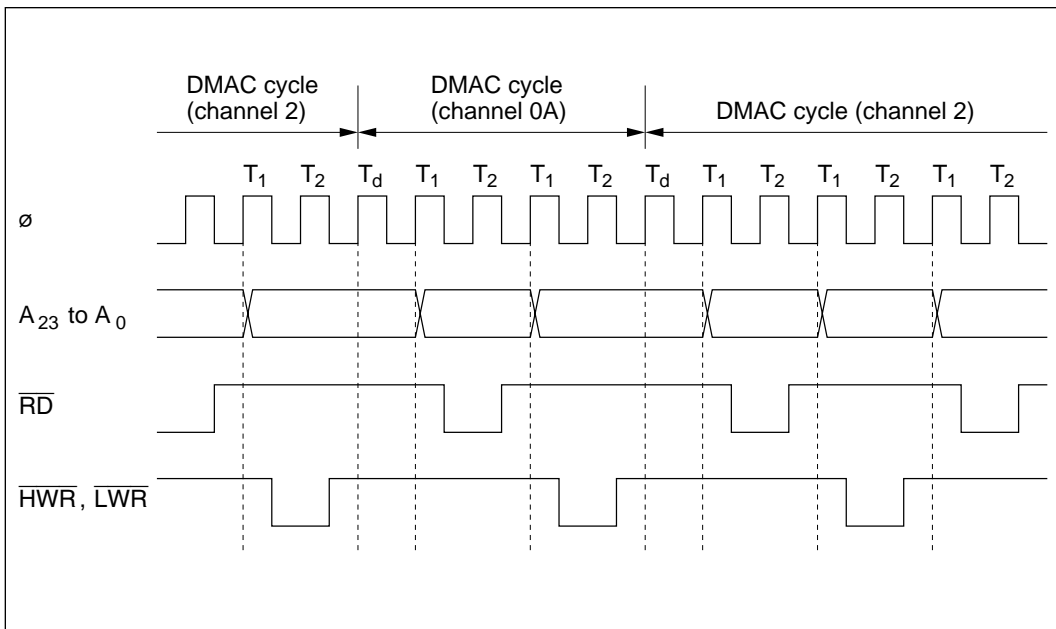 DMAC cycle
(channel 2)
DMAC cycle
(channel 0A)
DMAC cycle (channel 2)
T1 T2 Td T1 T2 T1 T2 Td T1 T2 T1 T2 T1 T2
ø
A23 to A0
RD
HWR, LWR